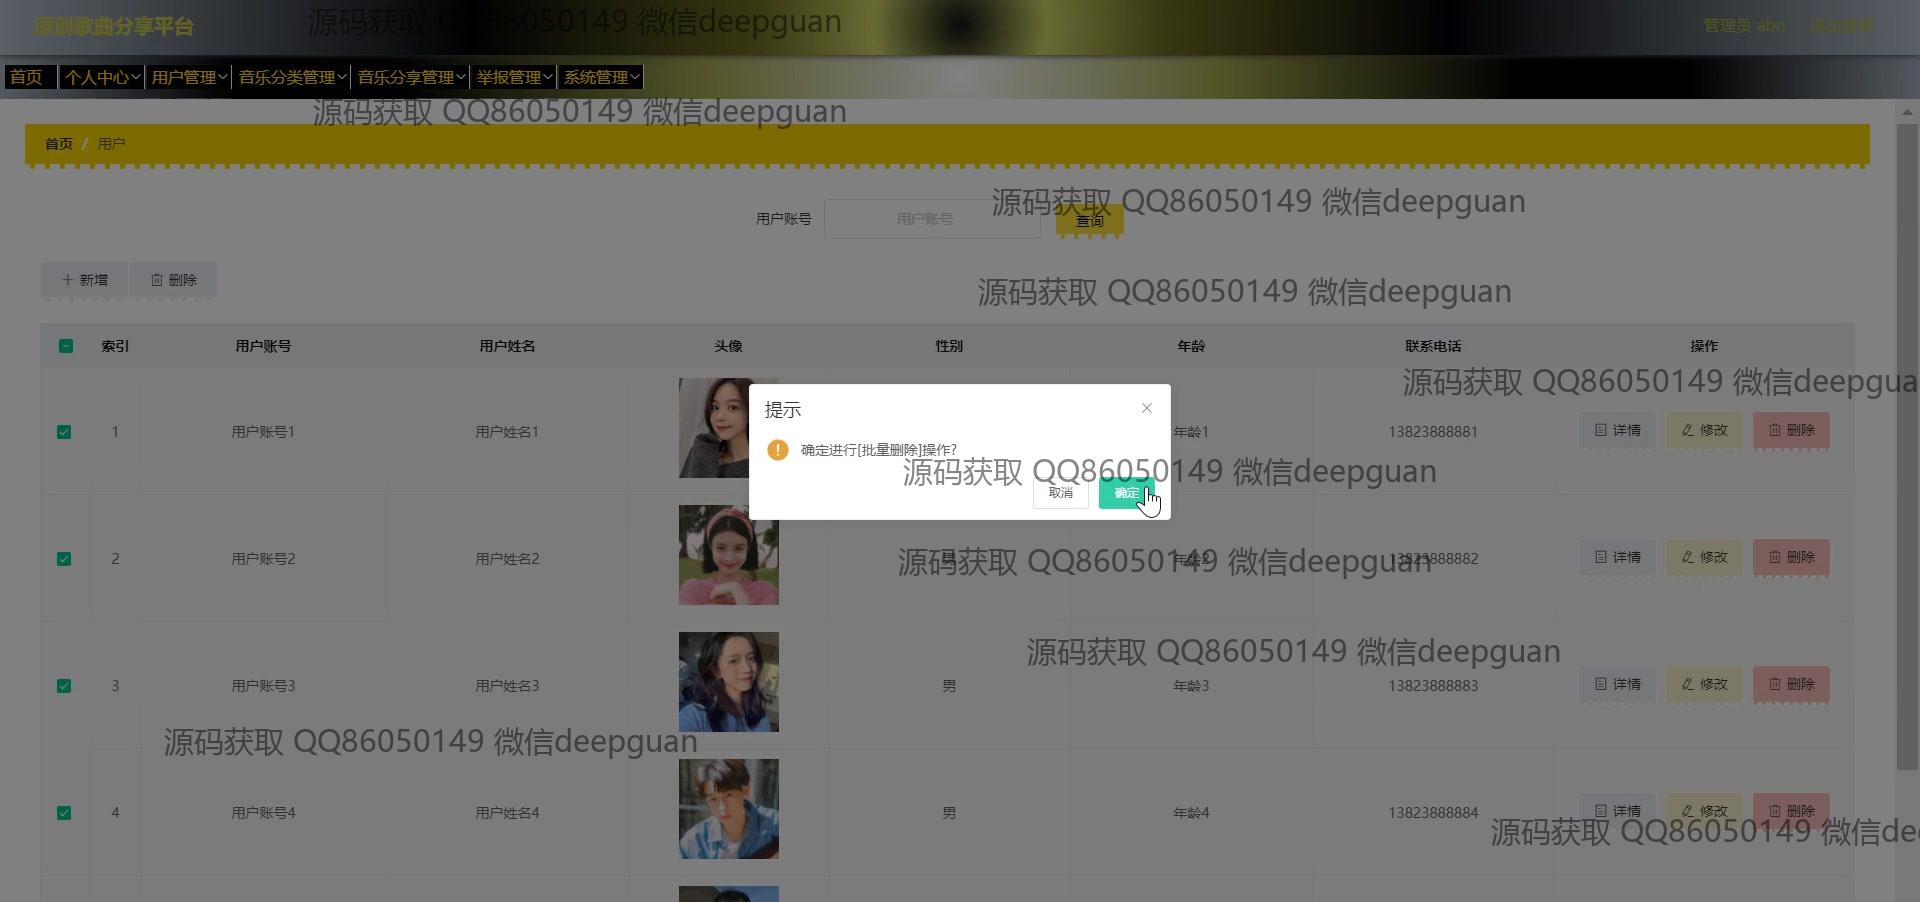 原创歌曲分享平台
源码获取 QQ86050149 微信deepguan
管理员 abo
退出登录
首页 个人中心 用户管理 音乐分类管理 音乐分享管理 举报管理 系统管理
源码获取 QQ86050149 微信deepguan
首页 / 用户
源码获取 QQ86050149 微信deepguan
用户账号 用户账号 查询
新增 删除
源码获取 QQ86050149 微信deepguan
索引 用户账号 用户姓名 头像 性别 年龄 联系电话 操作
源码获取 QQ86050149 微信deepgua
1 用户账号1 用户姓名1 年龄1 13823888881 详情 修改 删除
提示
确定进行[批量删除]操作?
源码获取 QQ86050149 微信deepguan
取消 确定
2 用户账号2 用户姓名2 男 年龄2 13823888882 详情 修改 删除
源码获取 QQ86050149 微信deepguan
源码获取 QQ86050149 微信deepguan
3 用户账号3 用户姓名3 男 年龄3 13823888883 详情 修改 删除
源码获取 QQ86050149 微信deepguan
4 用户账号4 用户姓名4 男 年龄4 13823888884 详情 修改 删除
源码获取 QQ86050149 微信de